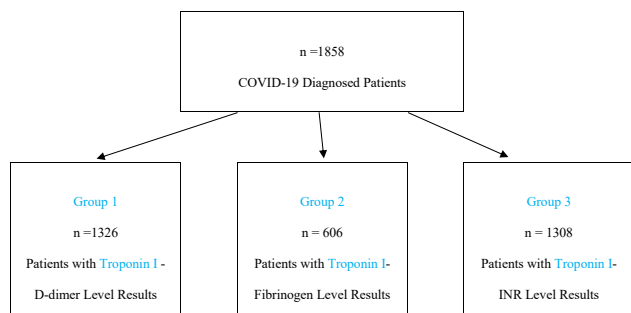 n =1858
COVID-19 Diagnosed Patients
Group 1
n =1326
Patients with Troponin I -
D-dimer Level Results
Group 2
n = 606
Patients with Troponin I-
Fibrinogen Level Results
Group 3
n = 1308
Patients with Troponin I-
INR Level Results